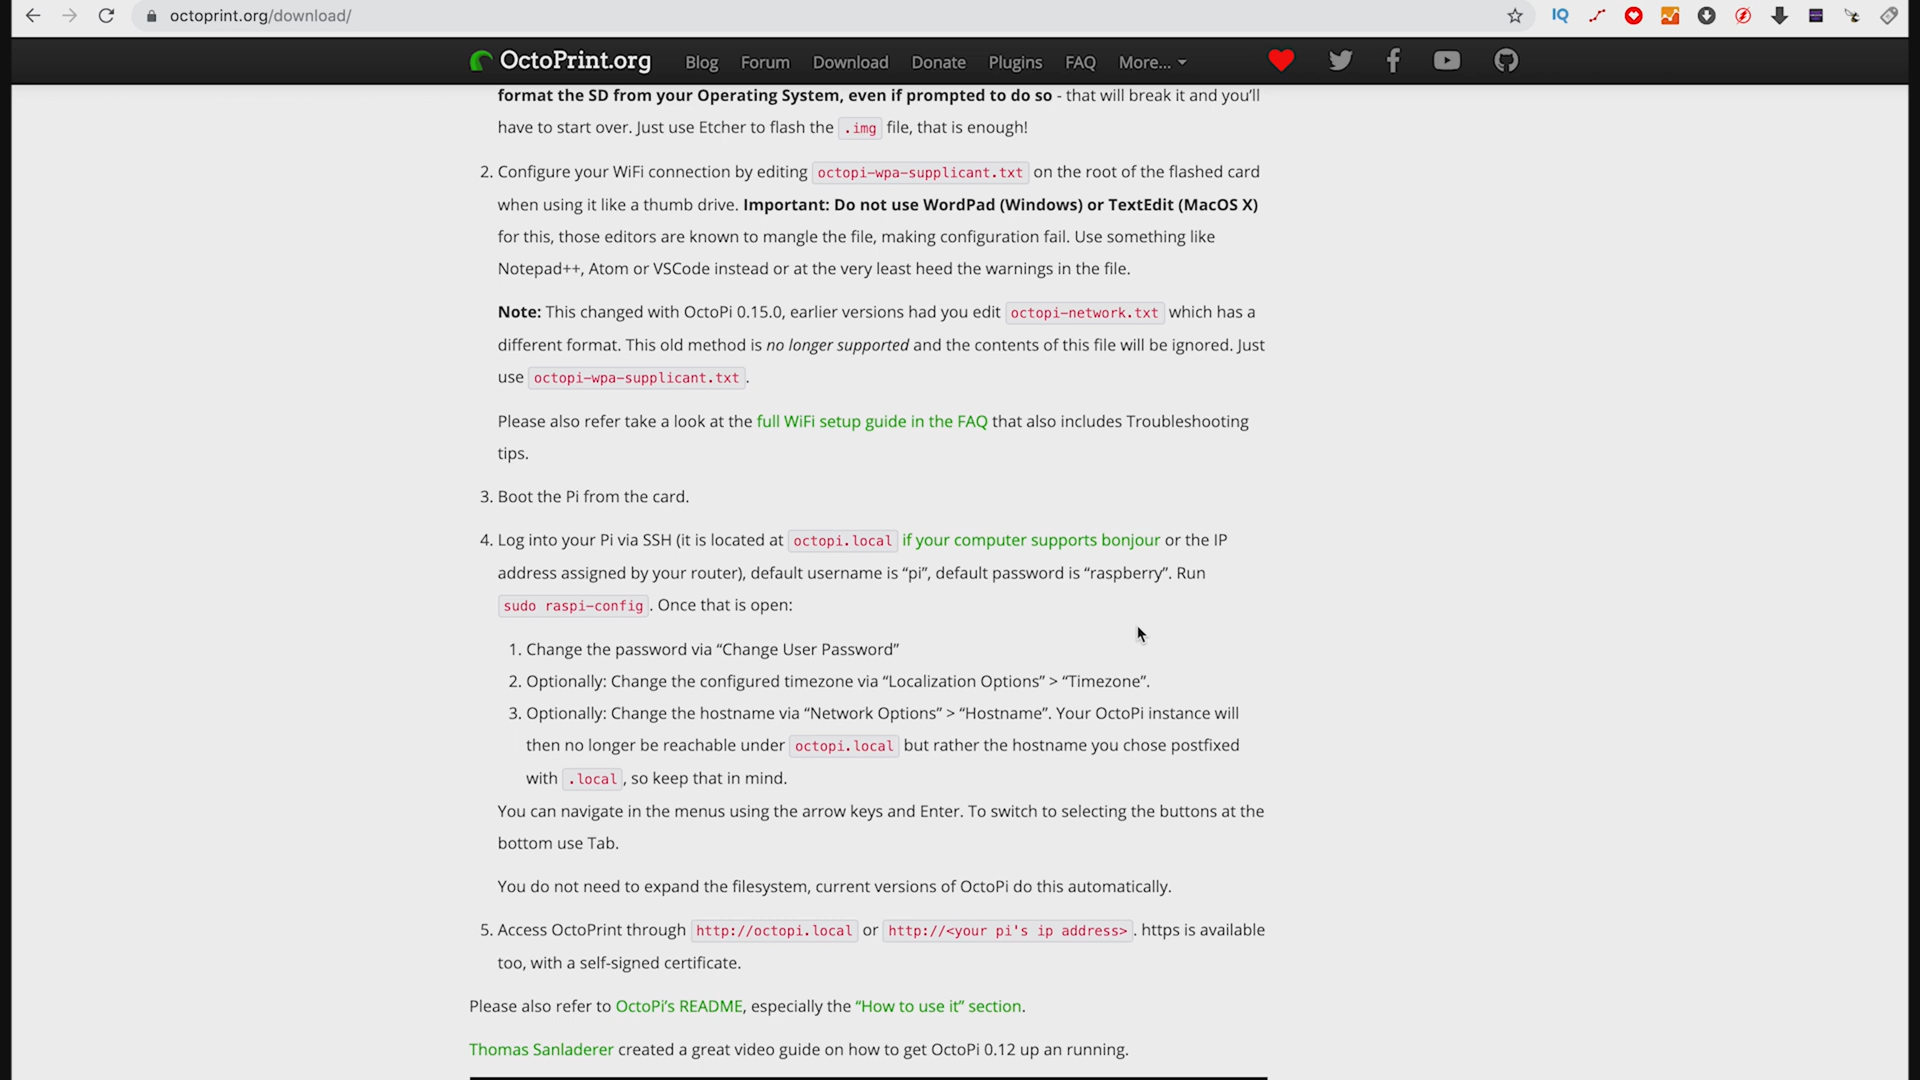 octoprint.org/download/
IQ
OctoPrint.org Blog Forum Download Donate Plugins FAQ More...
format the SD from your Operating System, even if prompted to do so - that will break it and you’ll
have to start over. Just use Etcher to flash the .img file, that is enough!
2. Configure your WiFi connection by editing octopi-wpa-supplicant.txt on the root of the flashed card
when using it like a thumb drive. Important: Do not use WordPad (Windows) or TextEdit (MacOS X)
for this, those editors are known to mangle the file, making configuration fail. Use something like
Notepad++, Atom or VSCode instead or at the very least heed the warnings in the file.
Note: This changed with OctoPi 0.15.0, earlier versions had you edit octopi-network.txt which has a
different format. This old method is no longer supported and the contents of this file will be ignored. Just
use octopi-wpa-supplicant.txt.
Please also refer take a look at the full WiFi setup guide in the FAQ that also includes Troubleshooting
tips.
3. Boot the Pi from the card.
4. Log into your Pi via SSH (it is located at octopi.local if your computer supports bonjour or the IP
address assigned by your router), default username is “pi”, default password is “raspberry”. Run
sudo raspi-config. Once that is open:
1. Change the password via “Change User Password”
2. Optionally: Change the configured timezone via “Localization Options” > “Timezone”.
3. Optionally: Change the hostname via “Network Options” > “Hostname”. Your OctoPi instance will
then no longer be reachable under octopi.local but rather the hostname you chose postfixed
with .local, so keep that in mind.
You can navigate in the menus using the arrow keys and Enter. To switch to selecting the buttons at the
bottom use Tab.
You do not need to expand the filesystem, current versions of OctoPi do this automatically.
5. Access OctoPrint through http://octopi.local or http://<your pi's ip address>. https is available
too, with a self-signed certificate.
Please also refer to OctoPi’s README, especially the “How to use it” section.
Thomas Sanladerer created a great video guide on how to get OctoPi 0.12 up an running.